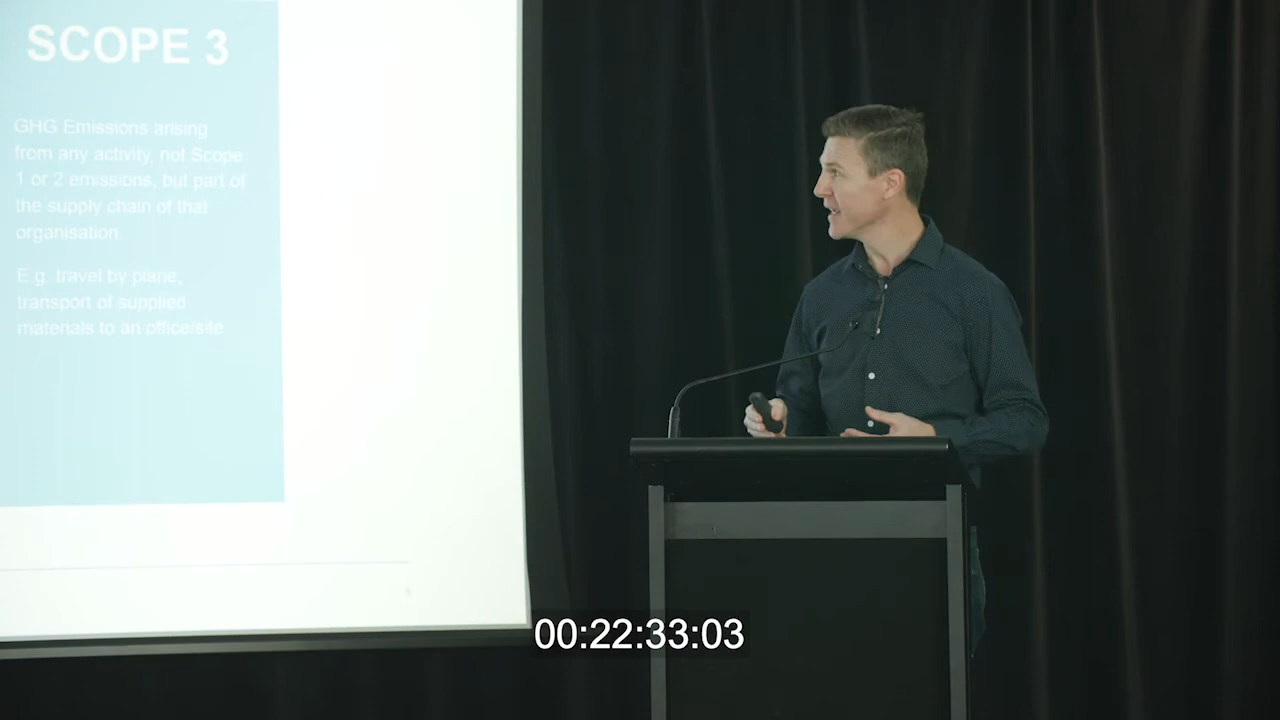 SCOPE 3
GHG Emissions arising
from any activity, not Scope
1 or 2 emissions, but part of
the supply chain of that
organisation.
E.g. travel by plane,
transport of supplied
materials to an office/site
00:22:33:03